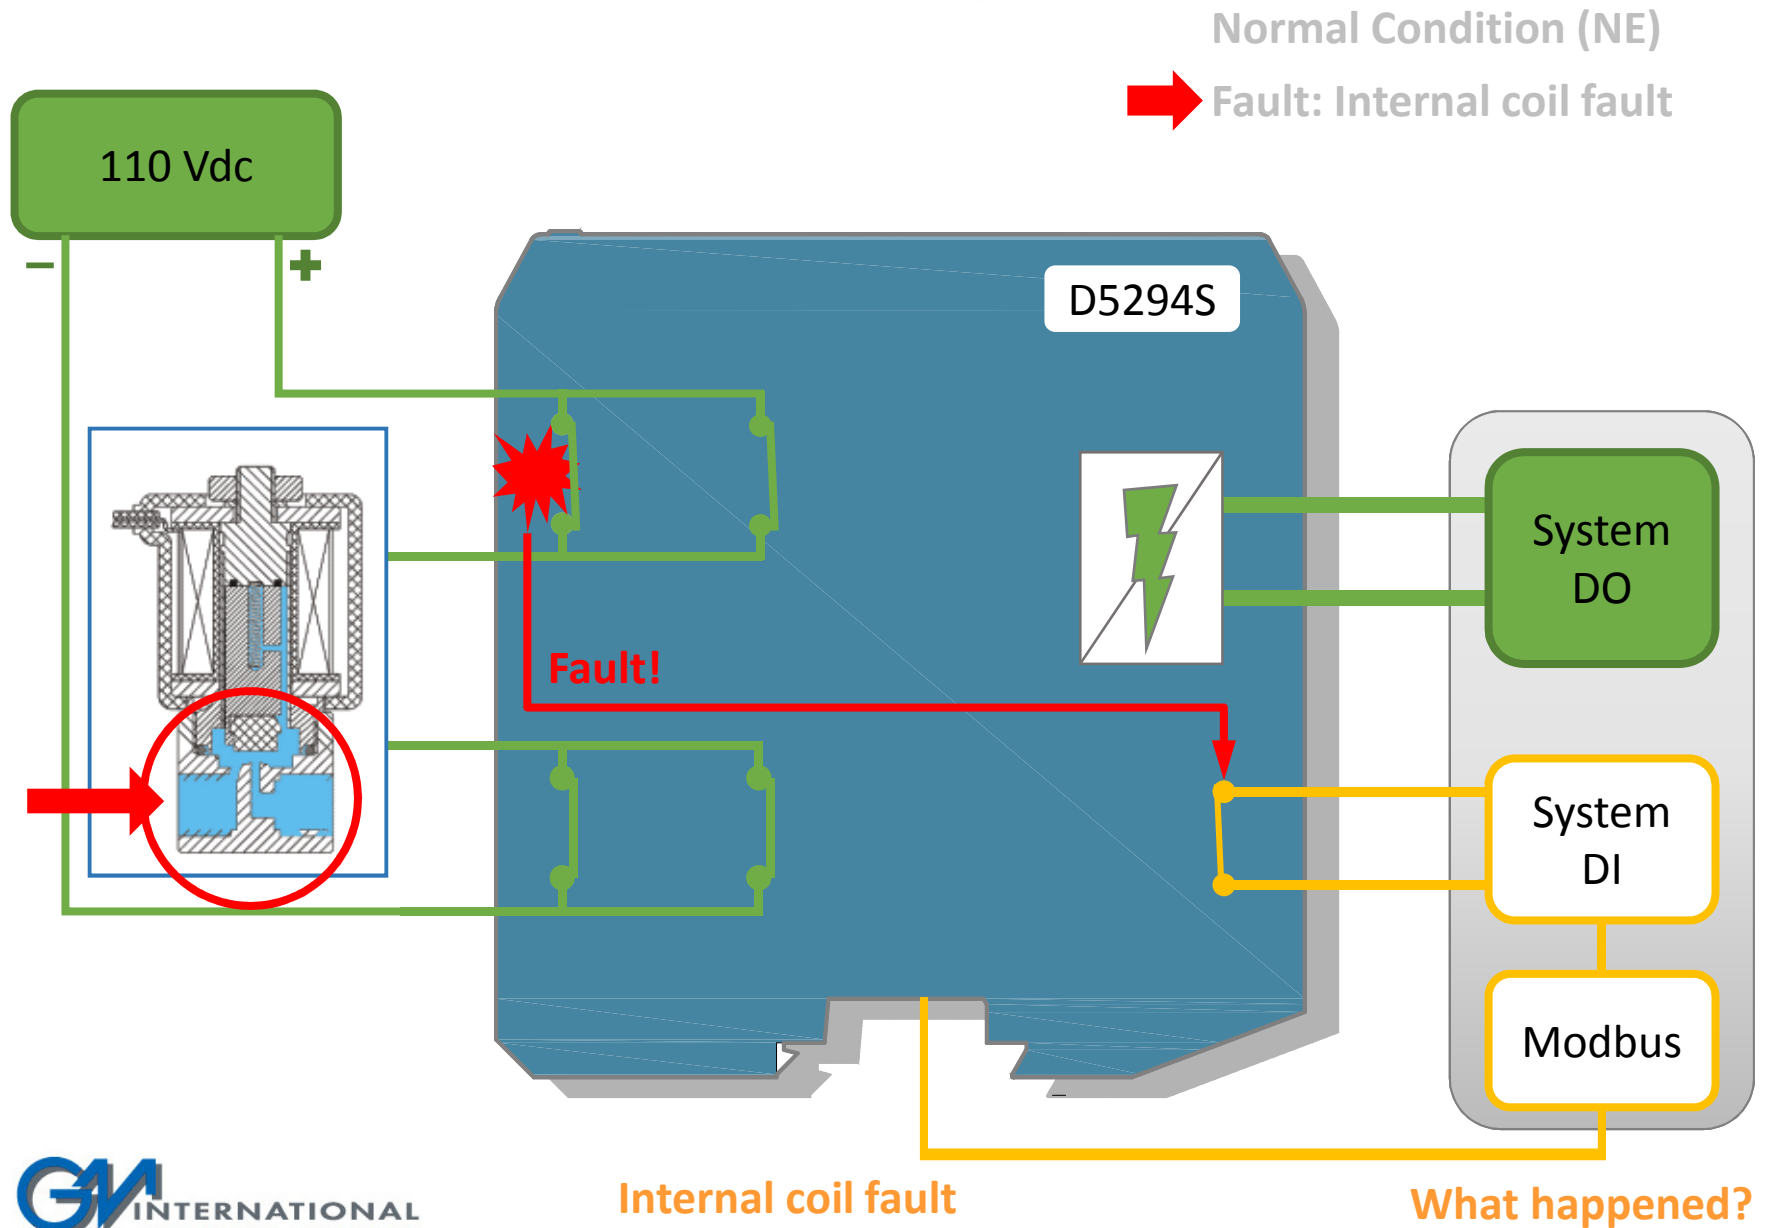 Normal Condition (NE)
Fault: Internal coil fault
110 Vdc
− +
D5294S
System
DO
Fault!
System
DI
Modbus
GM INTERNATIONAL
Internal coil fault
What happened?